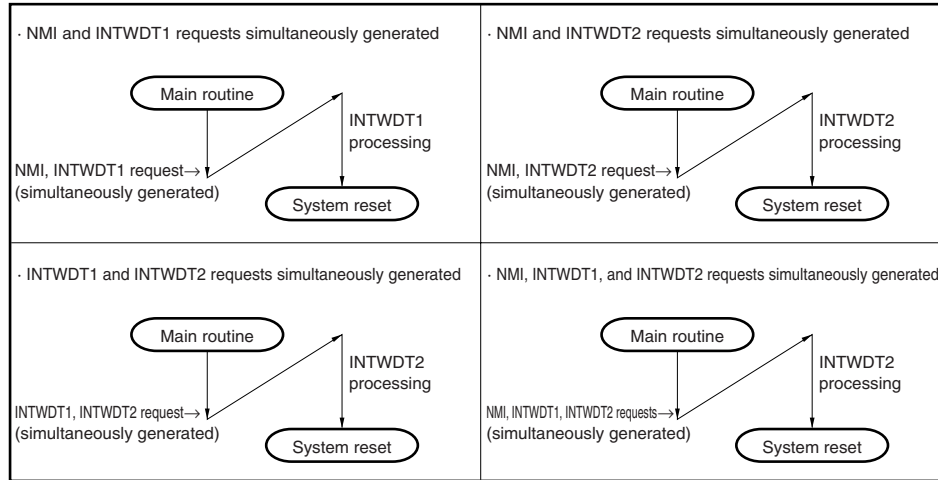 · NMI and INTWDT1 requests simultaneously generated
Main routine
INTWDT1
processing
NMI, INTWDT1 request→
(simultaneously generated)
System reset
· NMI and INTWDT2 requests simultaneously generated
Main routine
INTWDT2
processing
NMI, INTWDT2 request→
(simultaneously generated)
System reset
· INTWDT1 and INTWDT2 requests simultaneously generated
Main routine
INTWDT2
processing
INTWDT1, INTWDT2 request→
(simultaneously generated)
System reset
· NMI, INTWDT1, and INTWDT2 requests simultaneously generated
Main routine
INTWDT2
processing
NMI, INTWDT1, INTWDT2 requests→
(simultaneously generated)
System reset